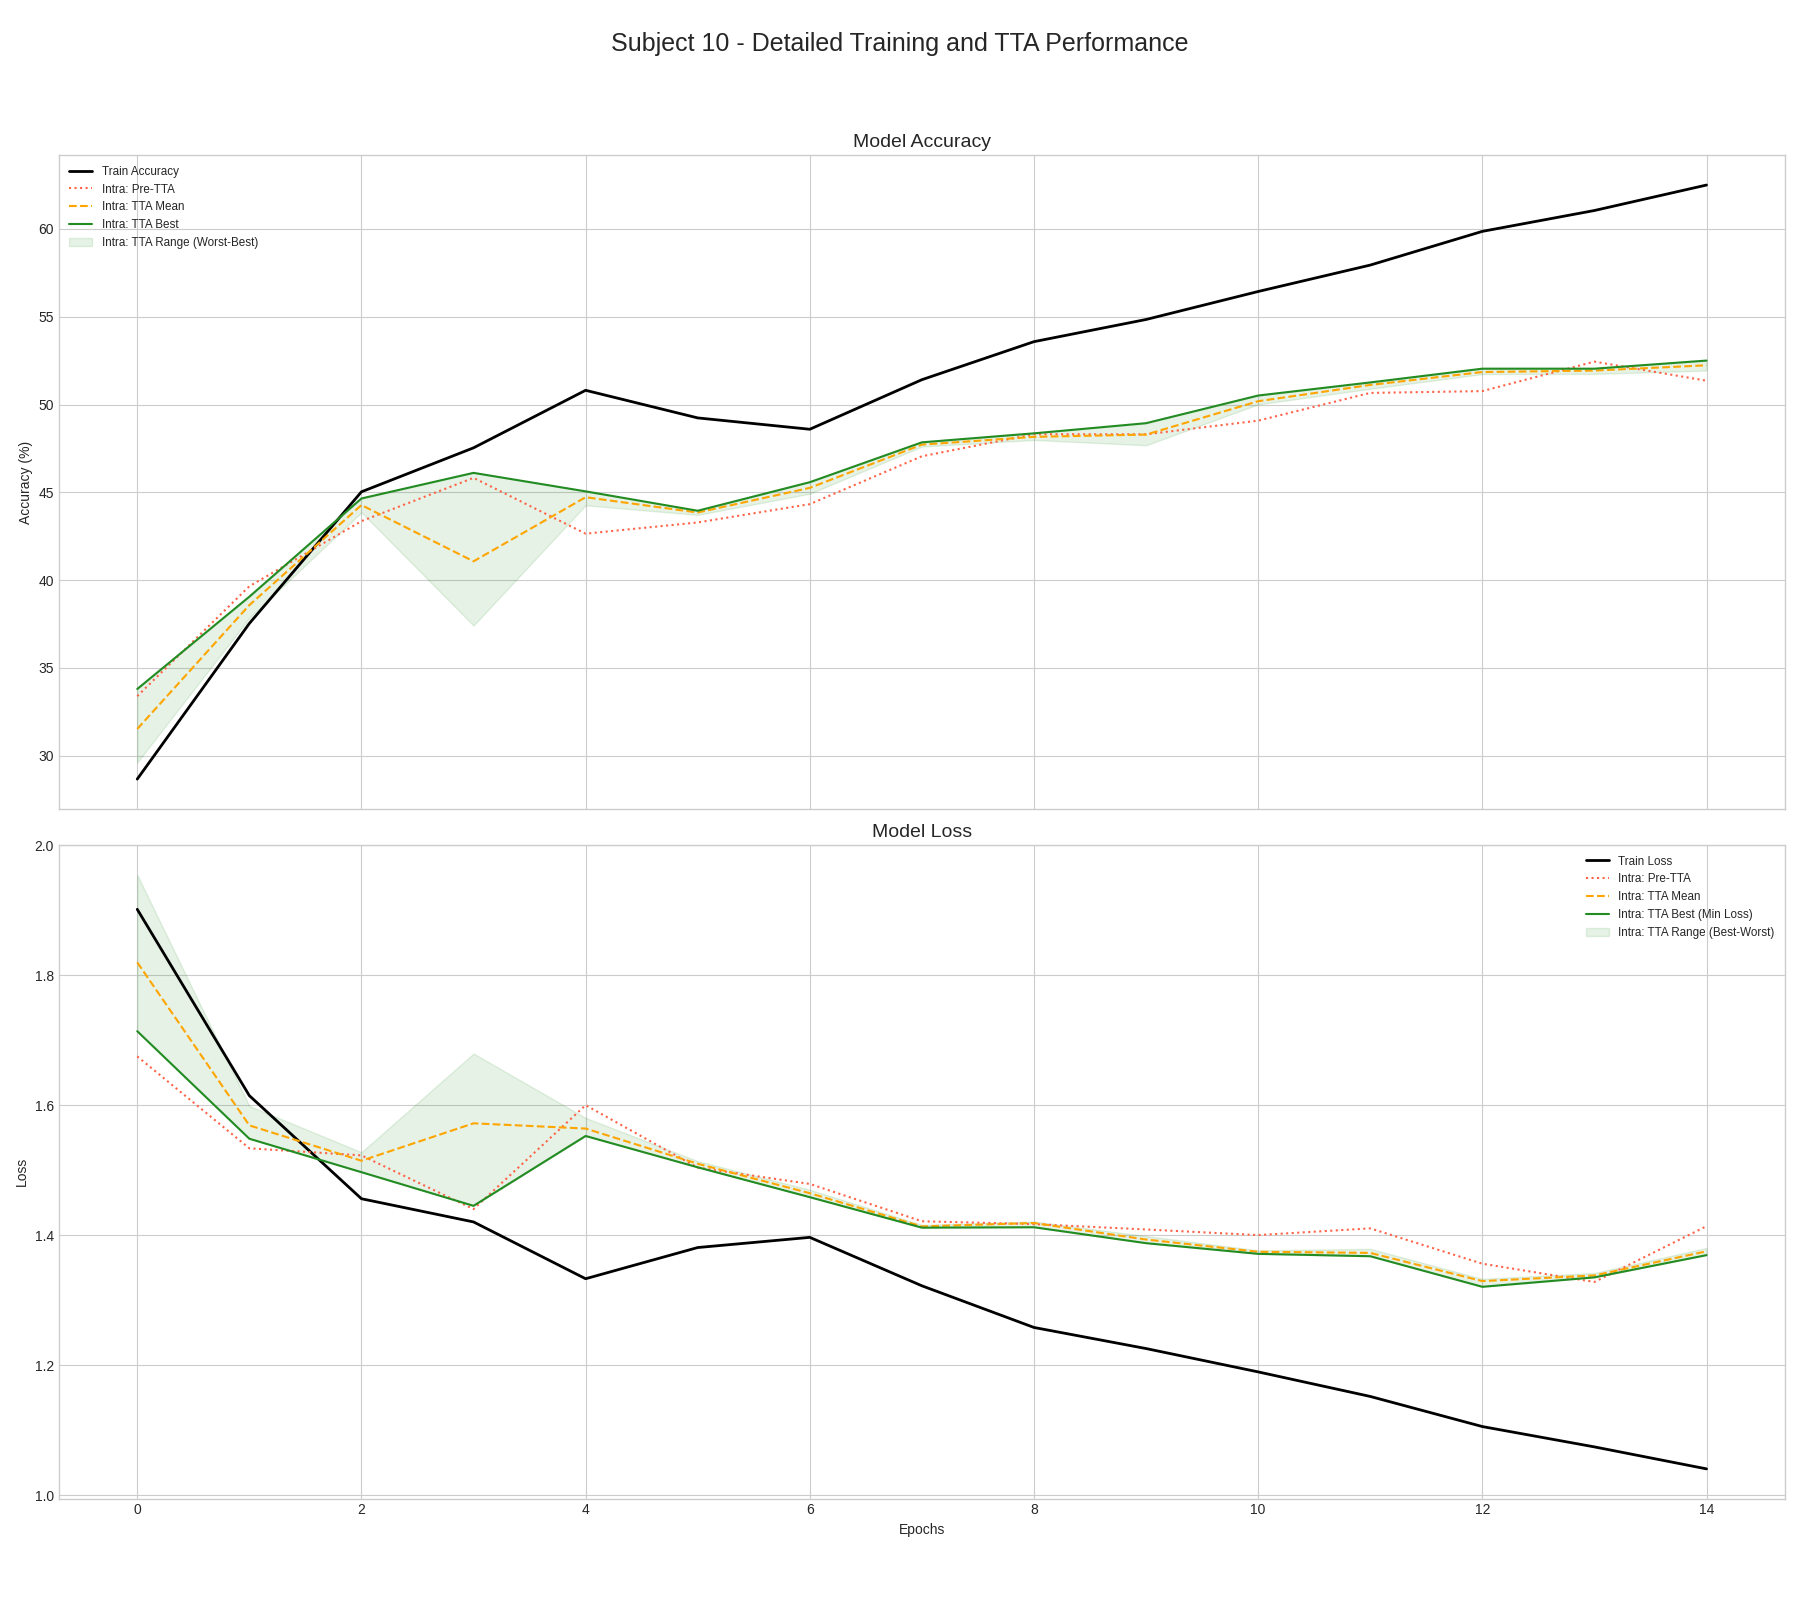 Subject 10 - Detailed Training and TTA Performance
Model Accuracy
Train Accuracy
Intra: Pre-TTA
Intra: TTA Mean
Intra: TTA Best
Intra: TTA Range (Worst-Best)
Accuracy (%)
60
55
50
45
40
35
30
Model Loss
Train Loss
Intra: Pre-TTA
Intra: TTA Mean
Intra: TTA Best (Min Loss)
Intra: TTA Range (Best-Worst)
Loss
2.0
1.8
1.6
1.4
1.2
1.0
0 2 4 6 8 10 12 14
Epochs